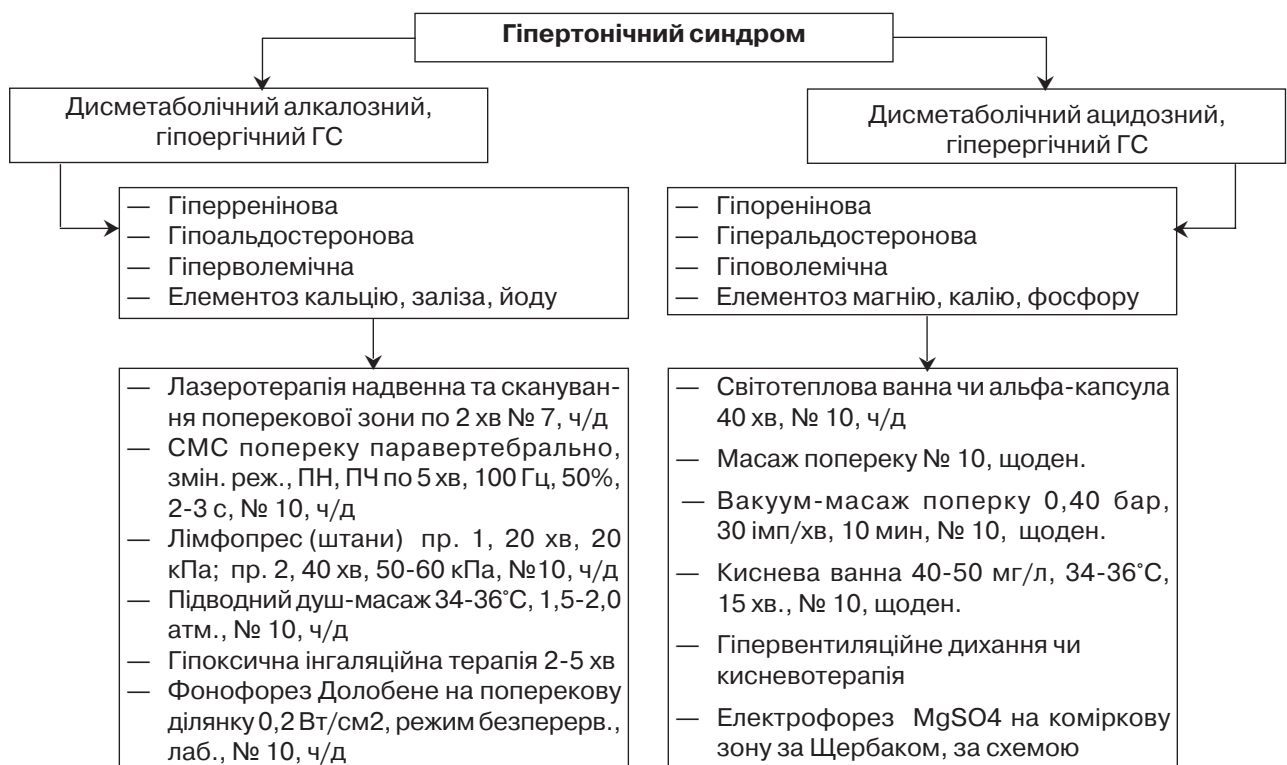 Гіпертонічний синдром
Дисметаболічний алкалозний,
гіпоергічний ГС
Дисметаболічний ацидозний,
гіперергічний ГС
— Гіперренінова
— Гіпоальдостеронова
— Гіперволемічна
— Елементоз кальцію, заліза, йоду
— Гіпоренінова
— Гіперальдостеронова
— Гіповолемічна
— Елементоз магнію, калію, фосфору
— Лазеротерапія надвенна та скануван-
ня поперекової зони по 2 хв № 7, ч/д
— СМС попереку паравертебрально,
змін. реж., ПН, ПЧ по 5 хв, 100 Гц, 50%,
2-3 с, № 10, ч/д
— Лімфопрес (штани) пр. 1, 20 хв, 20
кПа; пр. 2, 40 хв, 50-60 кПа, №10, ч/д
— Підводний душ-масаж 34-36°С, 1,5-2,0
атм., № 10, ч/д
— Гіпоксична інгаляційна терапія 2-5 хв
— Фонофорез Долобене на поперекову
ділянку 0,2 Вт/см2, режим безперерв.,
лаб., № 10, ч/д
— Світотеплова ванна чи альфа-капсула
40 хв, № 10, ч/д
— Масаж попереку № 10, щоден.
— Вакуум-масаж поперку 0,40 бар,
30 імп/хв, 10 мин, № 10, щоден.
— Киснева ванна 40-50 мг/л, 34-36°С,
15 хв., № 10, щоден.
— Гіпервентиляційне дихання чи
кисневотерапія
— Електрофорез MgSO4 на коміркову
зону за Щербаком, за схемою